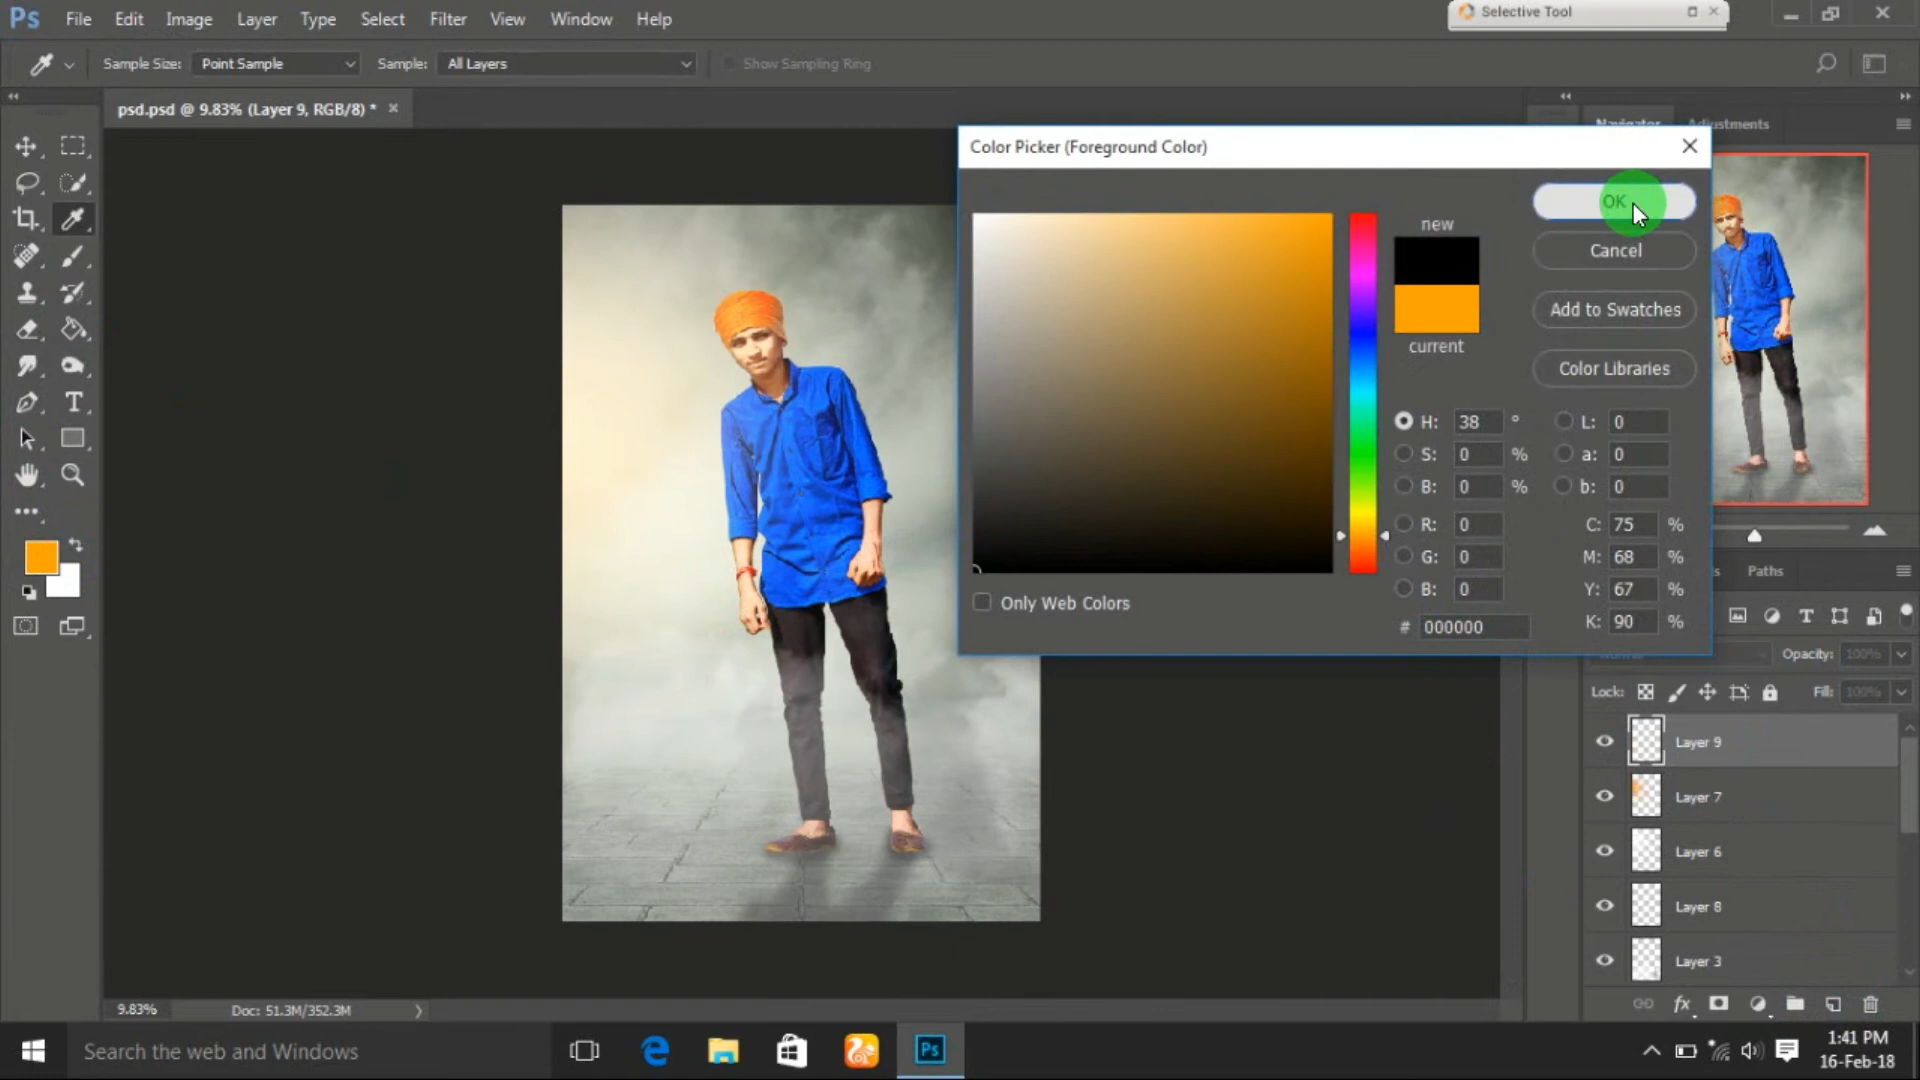 Ps File Edit Image Layer Type Select Filter View Window Help
Selective Tool
Sample Size: Point Sample Sample: All Layers Show Sampling Ring
psd.psd @ 9.83% (Layer 9, RGB/8) *
Navigator Adjustments
Color Picker (Foreground Color)
new
current
OK
Cancel
Add to Swatches
Color Libraries
H: 38 ° L: 0
S: 0 % a: 0
B: 0 % b: 0
R: 0 C: 75 %
G: 0 M: 68 %
B: 0 Y: 67 %
# 000000 K: 90 %
Only Web Colors
Paths
Opacity: 100%
Lock: Fill: 100%
Layer 9
Layer 7
Layer 6
Layer 8
Layer 3
fx
9.83% Doc: 51.3M/352.3M
Search the web and Windows
Ps
1:41 PM
16-Feb-18